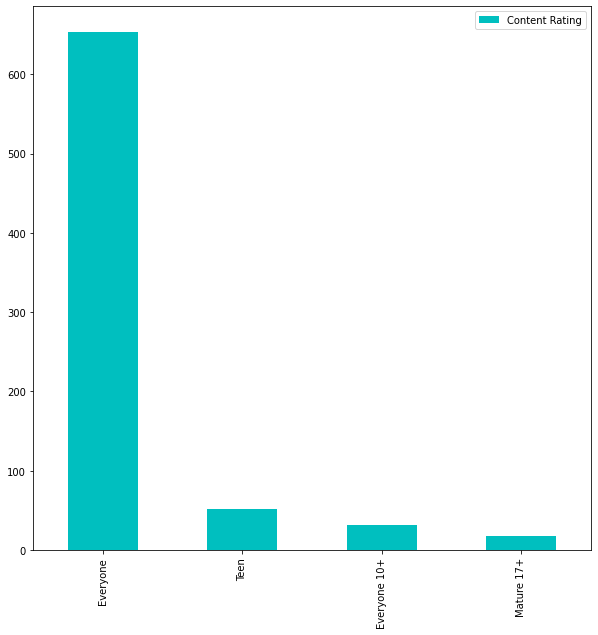 Content Rating
600
500
400
300
200
100
0
Everyone
Teen
Everyone 10+
Mature 17+